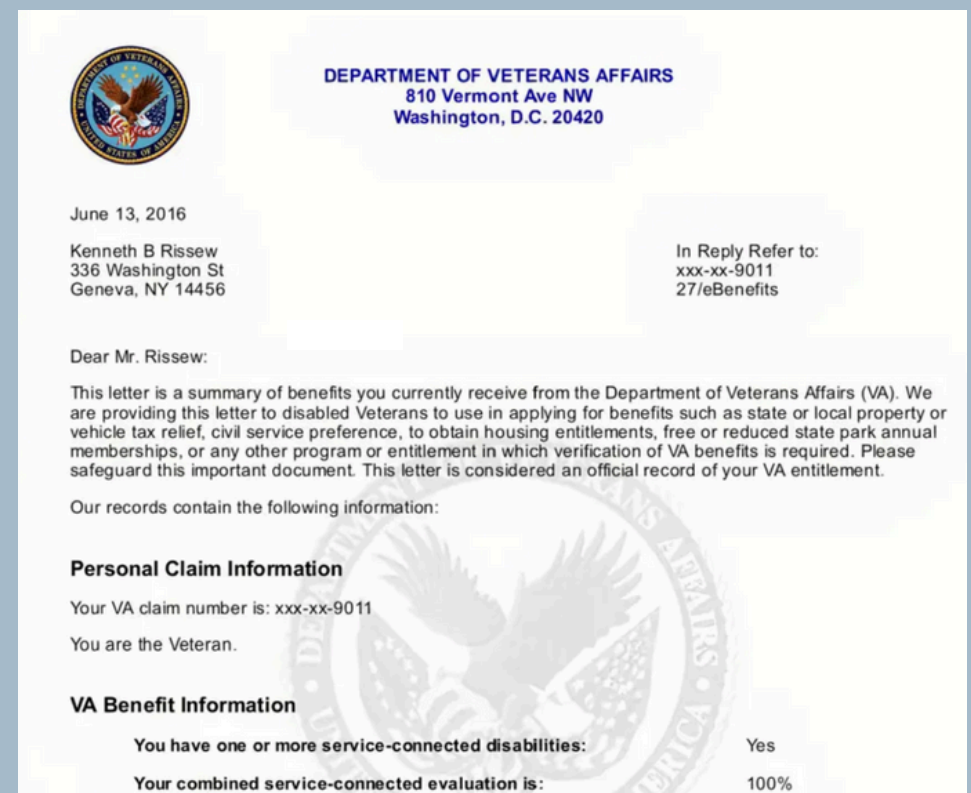 DEPARTMENT OF VETERANS AFFAIRS
UNITED STATES OF AMERICA
DEPARTMENT OF VETERANS AFFAIRS
810 Vermont Ave NW
Washington, D.C. 20420
June 13, 2016
Kenneth B Rissew
336 Washington St
Geneva, NY 14456
In Reply Refer to:
xxx-xx-9011
27/eBenefits
Dear Mr. Rissew:
This letter is a summary of benefits you currently receive from the Department of Veterans Affairs (VA). We
are providing this letter to disabled Veterans to use in applying for benefits such as state or local property or
vehicle tax relief, civil service preference, to obtain housing entitlements, free or reduced state park annual
memberships, or any other program or entitlement in which verification of VA benefits is required. Please
safeguard this important document. This letter is considered an official record of your VA entitlement.
Our records contain the following information:
Personal Claim Information
Your VA claim number is: xxx-xx-9011
You are the Veteran.
VA Benefit Information
You have one or more service-connected disabilities: Yes
Your combined service-connected evaluation is: 100%